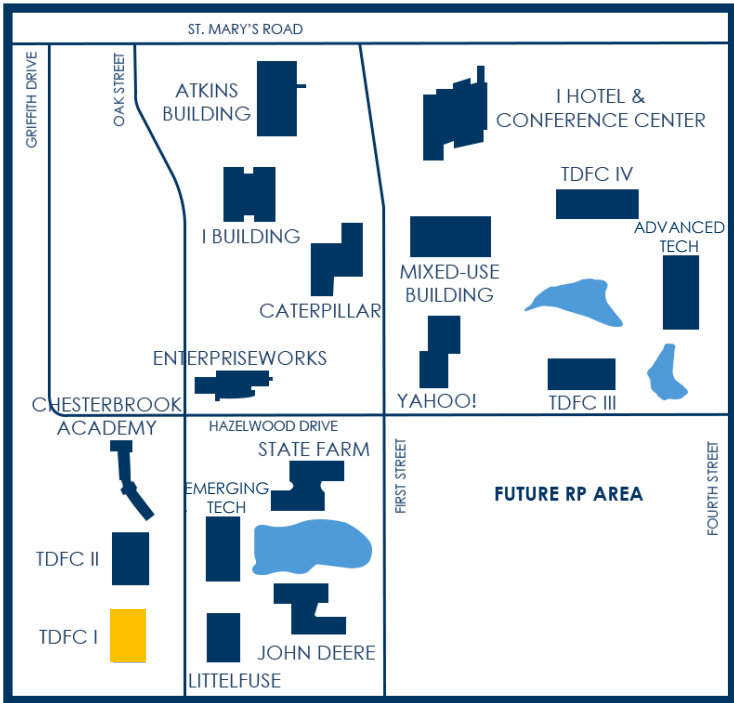 ST. MARY'S ROAD
GRIFFITH DRIVE
OAK STREET
ATKINS
BUILDING
I HOTEL &
CONFERENCE CENTER
TDFC IV
I BUILDING
ADVANCED
TECH
MIXED-USE
BUILDING
CATERPILLAR
ENTERPRISEWORKS
YAHOO!
TDFC III
CHESTERBROOK
ACADEMY
HAZELWOOD DRIVE
STATE FARM
FIRST STREET
FOURTH STREET
EMERGING
TECH
FUTURE RP AREA
TDFC II
TDFC I
JOHN DEERE
LITTELFUSE